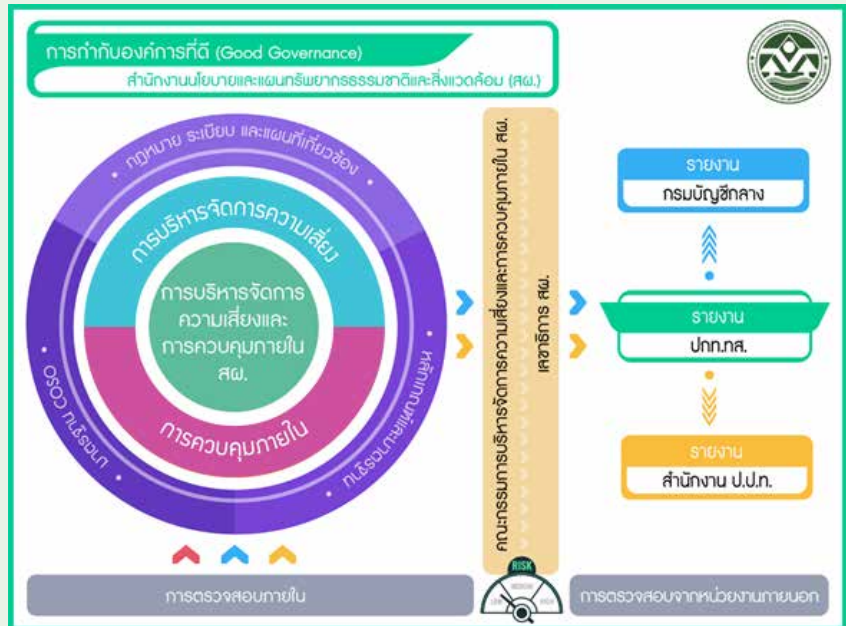 การกำกับองค์การที่ดี (Good Governance)
สำนักงานนโยบายและแผนทรัพยากรธรรมชาติและสิ่งแวดล้อม (สผ.)
กฎหมาย ระเบียบ และแผนที่เกี่ยวข้อง
มาตรฐาน COSO
หลักเกณฑ์และมาตรฐาน
การบริหารจัดการความเสี่ยง
การบริหารจัดการ
ความเสี่ยงและ
การควบคุมภายใน
สผ.
การควบคุมภายใน
คณะกรรมการบริหารจัดการความเสี่ยงและการควบคุมภายใน สผ.
เลขาธิการ สผ.
รายงาน
กรมบัญชีกลาง
รายงาน
ปกท.ทส.
รายงาน
สำนักงาน ป.ป.ท.
การตรวจสอบภายใน
RISK
LOW
MEDIUM
HIGH
การตรวจสอบจากหน่วยงานภายนอก